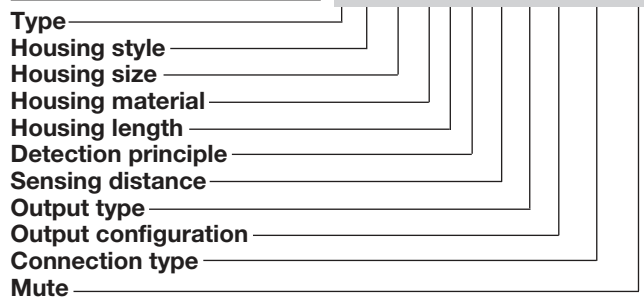 Type
Housing style
Housing size
Housing material
Housing length
Detection principle
Sensing distance
Output type
Output configuration
Connection type
Mute